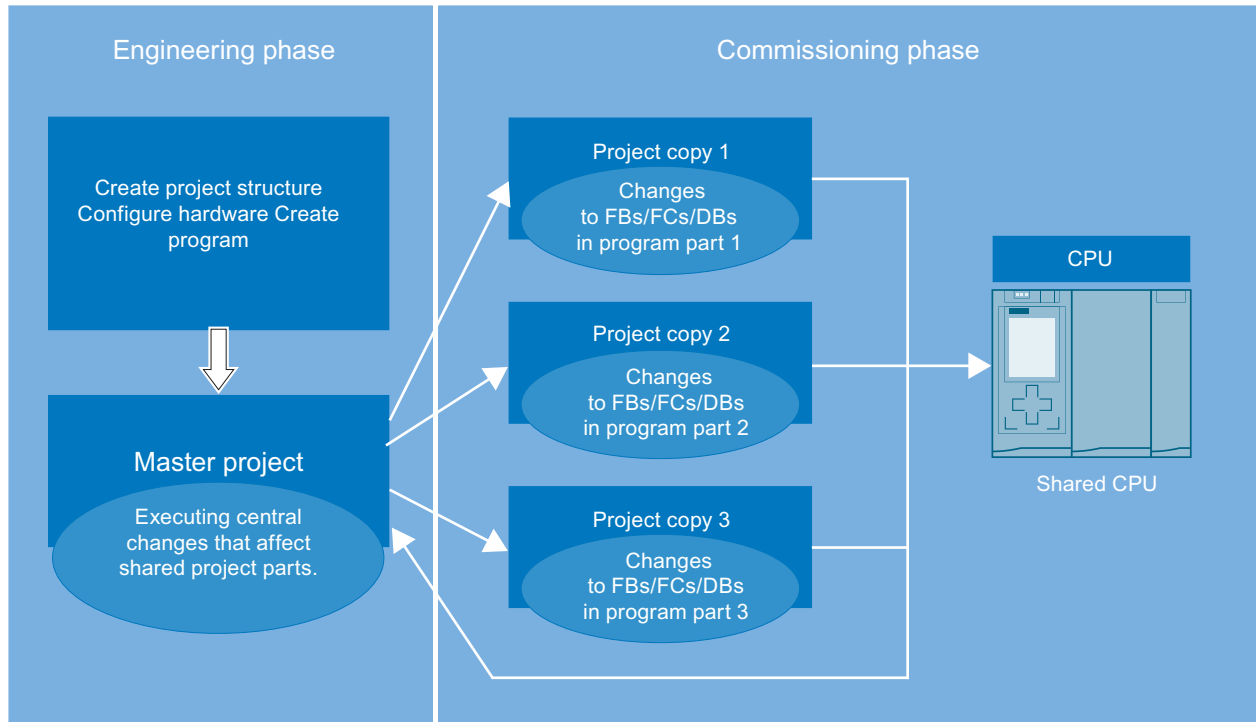 Engineering phase
Commissioning phase
Create project structure
Configure hardware Create
program
Master project
Executing central
changes that affect
shared project parts.
Project copy 1
Changes
to FBs/FCs/DBs
in program part 1
Project copy 2
Changes
to FBs/FCs/DBs
in program part 2
Project copy 3
Changes
to FBs/FCs/DBs
in program part 3
CPU
Shared CPU